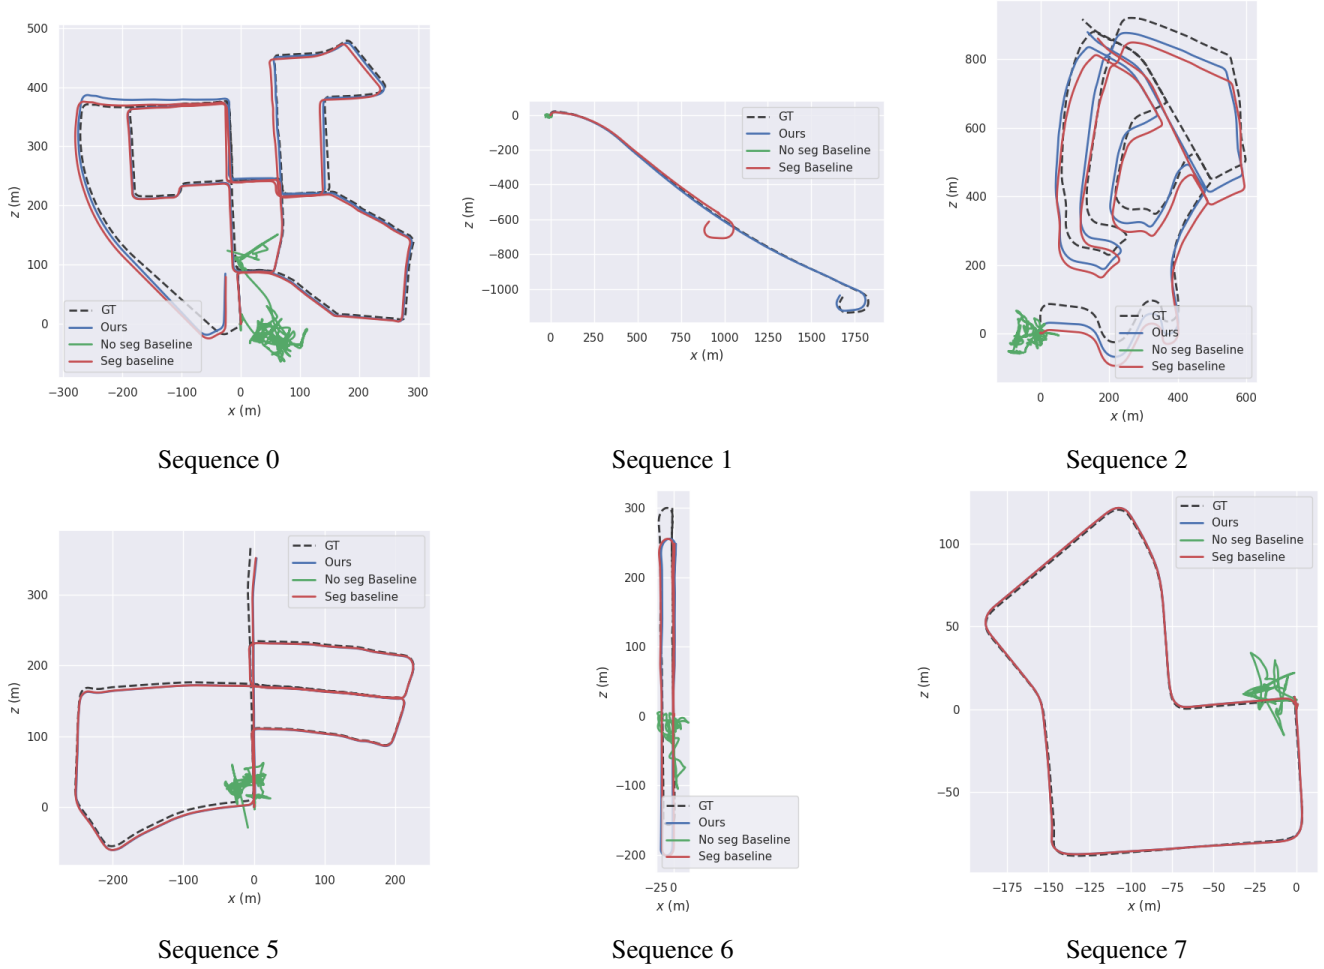 500
400
300
200
100
0
z (m)
−300
−200
−100
0
100
200
300
x (m)
GT
Ours
No seg Baseline
Seg baseline
0
−200
−400
−600
−800
−1000
z (m)
0
250
500
750
1000
1250
1500
1750
x (m)
GT
Ours
No seg Baseline
Seg Baseline
800
600
400
200
0
z (m)
0
200
400
600
x (m)
GT
Ours
No seg Baseline
Seg baseline
Sequence 0
Sequence 1
Sequence 2
300
200
100
0
z (m)
−200
−100
0
100
200
x (m)
GT
Ours
No seg Baseline
Seg baseline
300
200
100
0
−100
−200
z (m)
−25.0
x (m)
GT
Ours
No seg Baseline
Seg baseline
100
50
0
−50
z (m)
−175
−150
−125
−100
−75
−50
−25
0
x (m)
GT
Ours
No seg Baseline
Seg baseline
Sequence 5
Sequence 6
Sequence 7